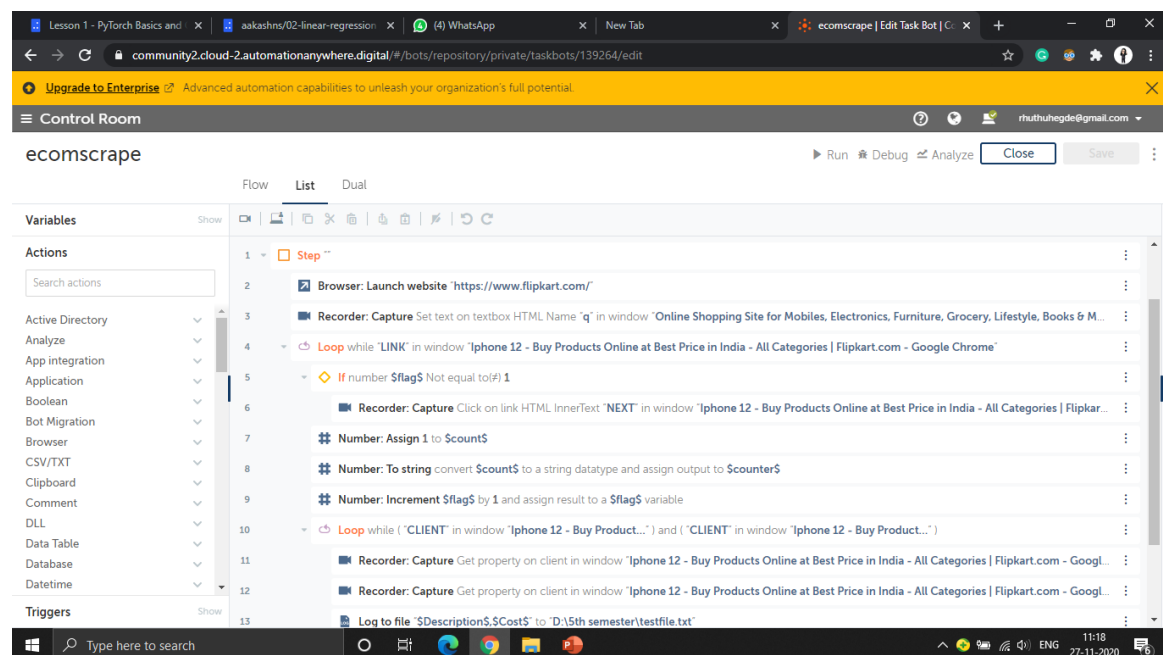 Lesson 1 - PyTorch Basics and
aakashns/02-linear-regression
(4) WhatsApp
New Tab
ecomscrape | Edit Task Bot | Co
community2.cloud-2.automationanywhere.digital/#/bots/repository/private/taskbots/139264/edit
Upgrade to Enterprise Advanced automation capabilities to unleash your organization's full potential.
Control Room
rhuthuhegde@gmail.com
ecomscrape
Run Debug Analyze Close Save
Flow List Dual
Variables Show
Actions
Search actions
Active Directory
Analyze
App integration
Application
Boolean
Bot Migration
Browser
CSV/TXT
Clipboard
Comment
DLL
Data Table
Database
Datetime
Triggers Show
1 Step ""
2 Browser: Launch website "https://www.flipkart.com/"
3 Recorder: Capture Set text on textbox HTML Name "q" in window "Online Shopping Site for Mobiles, Electronics, Furniture, Grocery, Lifestyle, Books & M...
4 Loop while "LINK" in window "Iphone 12 - Buy Products Online at Best Price in India - All Categories | Flipkart.com - Google Chrome"
5 If number $flag$ Not equal to(≠) 1
6 Recorder: Capture Click on link HTML InnerText "NEXT" in window "Iphone 12 - Buy Products Online at Best Price in India - All Categories | Flipkar...
7 Number: Assign 1 to $count$
8 Number: To string convert $count$ to a string datatype and assign output to $counter$
9 Number: Increment $flag$ by 1 and assign result to a $flag$ variable
10 Loop while ( "CLIENT" in window "Iphone 12 - Buy Product..." ) and ( "CLIENT" in window "Iphone 12 - Buy Product..." )
11 Recorder: Capture Get property on client in window "Iphone 12 - Buy Products Online at Best Price in India - All Categories | Flipkart.com - Googl...
12 Recorder: Capture Get property on client in window "Iphone 12 - Buy Products Online at Best Price in India - All Categories | Flipkart.com - Googl...
13 Log to file "$Description$,$Cost$" to "D:\5th semester\testfile.txt"
Type here to search
ENG
11:18
27-11-2020
6